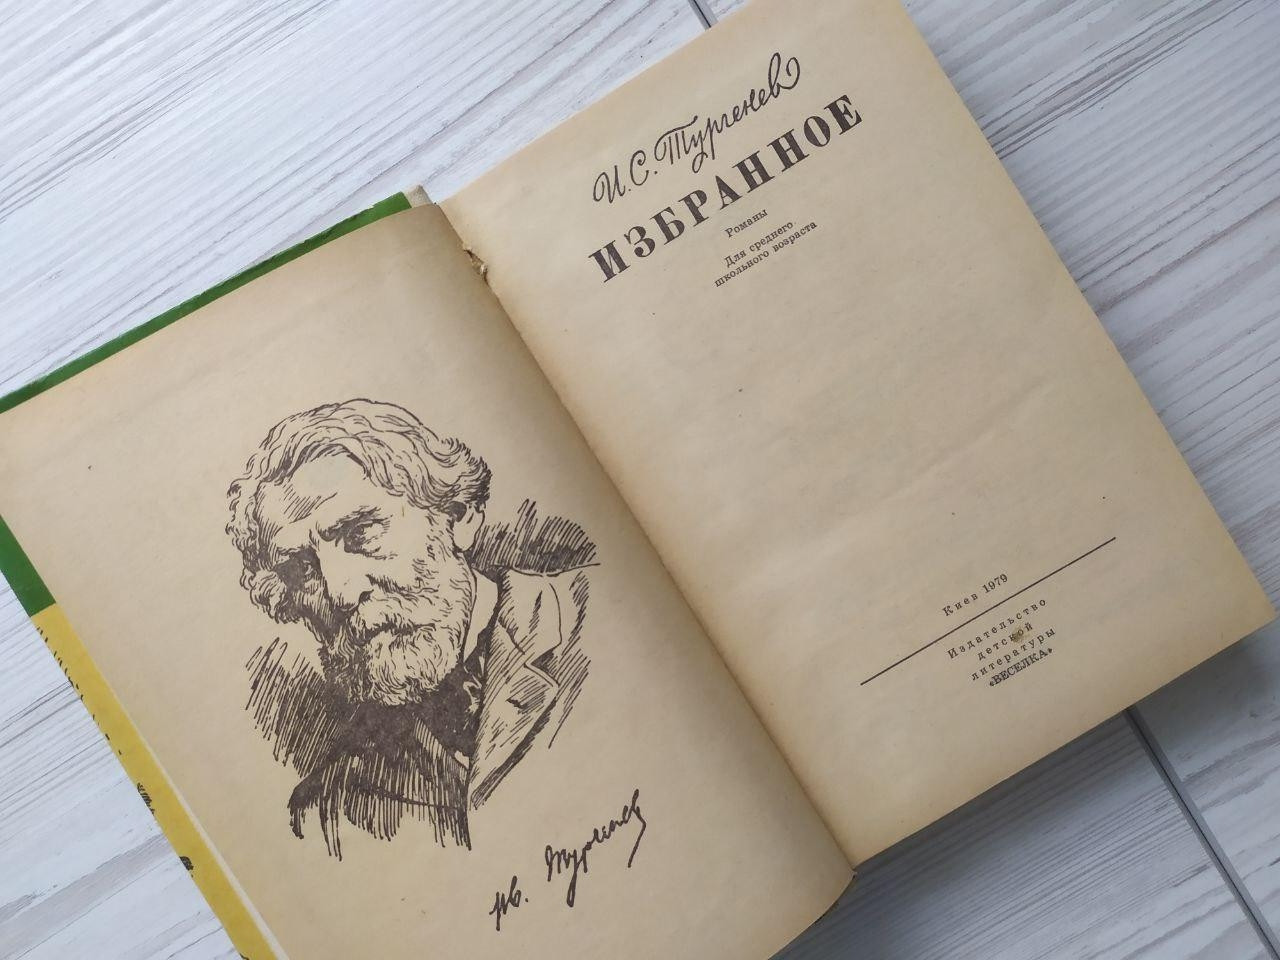 Ив. Тургенев
И.С. Тургенев
ИЗБРАННОЕ
Романы
Для среднего
школьного возраста
Киев 1979
Издательство
детской
литературы
«ВЕСЕЛКА»